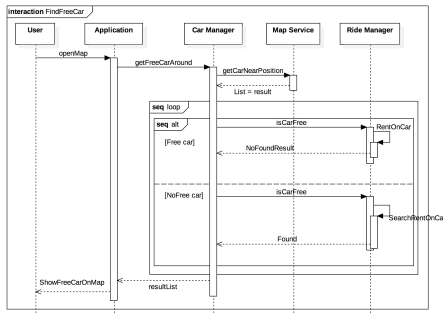 interaction FindFreeCar
User
Application
Car Manager
Map Service
Ride Manager
openMap
getFreeCarAround
getCarNearPosition
List = result
seq loop
seq alt
isCarFree
RentOnCar
[Free car]
NoFoundResult
[NoFree car]
isCarFree
SearchRentOnCa
Found
ShowFreeCarOnMap
resultList